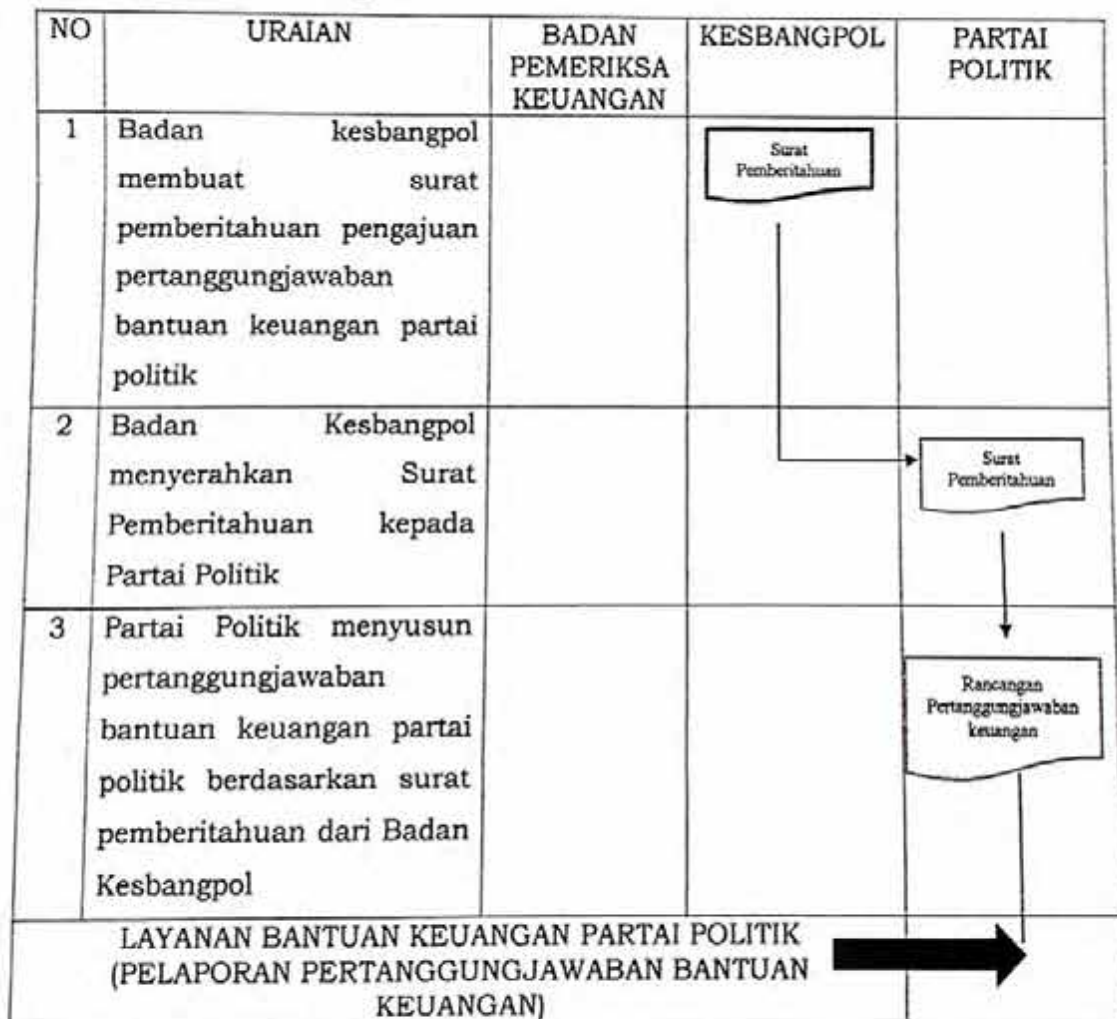 NO
URAIAN
BADAN
PEMERIKSA
KEUANGAN
KESBANGPOL
PARTAI
POLITIK
1
Badan kesbangpol
membuat surat
pemberitahuan pengajuan
pertanggungjawaban
bantuan keuangan partai
politik
Surat
Pemberitahuan
2
Badan Kesbangpol
menyerahkan Surat
Pemberitahuan kepada
Partai Politik
Surat
Pemberitahuan
3
Partai Politik menyusun
pertanggungjawaban
bantuan keuangan partai
politik berdasarkan surat
pemberitahuan dari Badan
Kesbangpol
Rancangan
Pertanggungjawaban
keuangan
LAYANAN BANTUAN KEUANGAN PARTAI POLITIK
(PELAPORAN PERTANGGUNGJAWABAN BANTUAN
KEUANGAN)